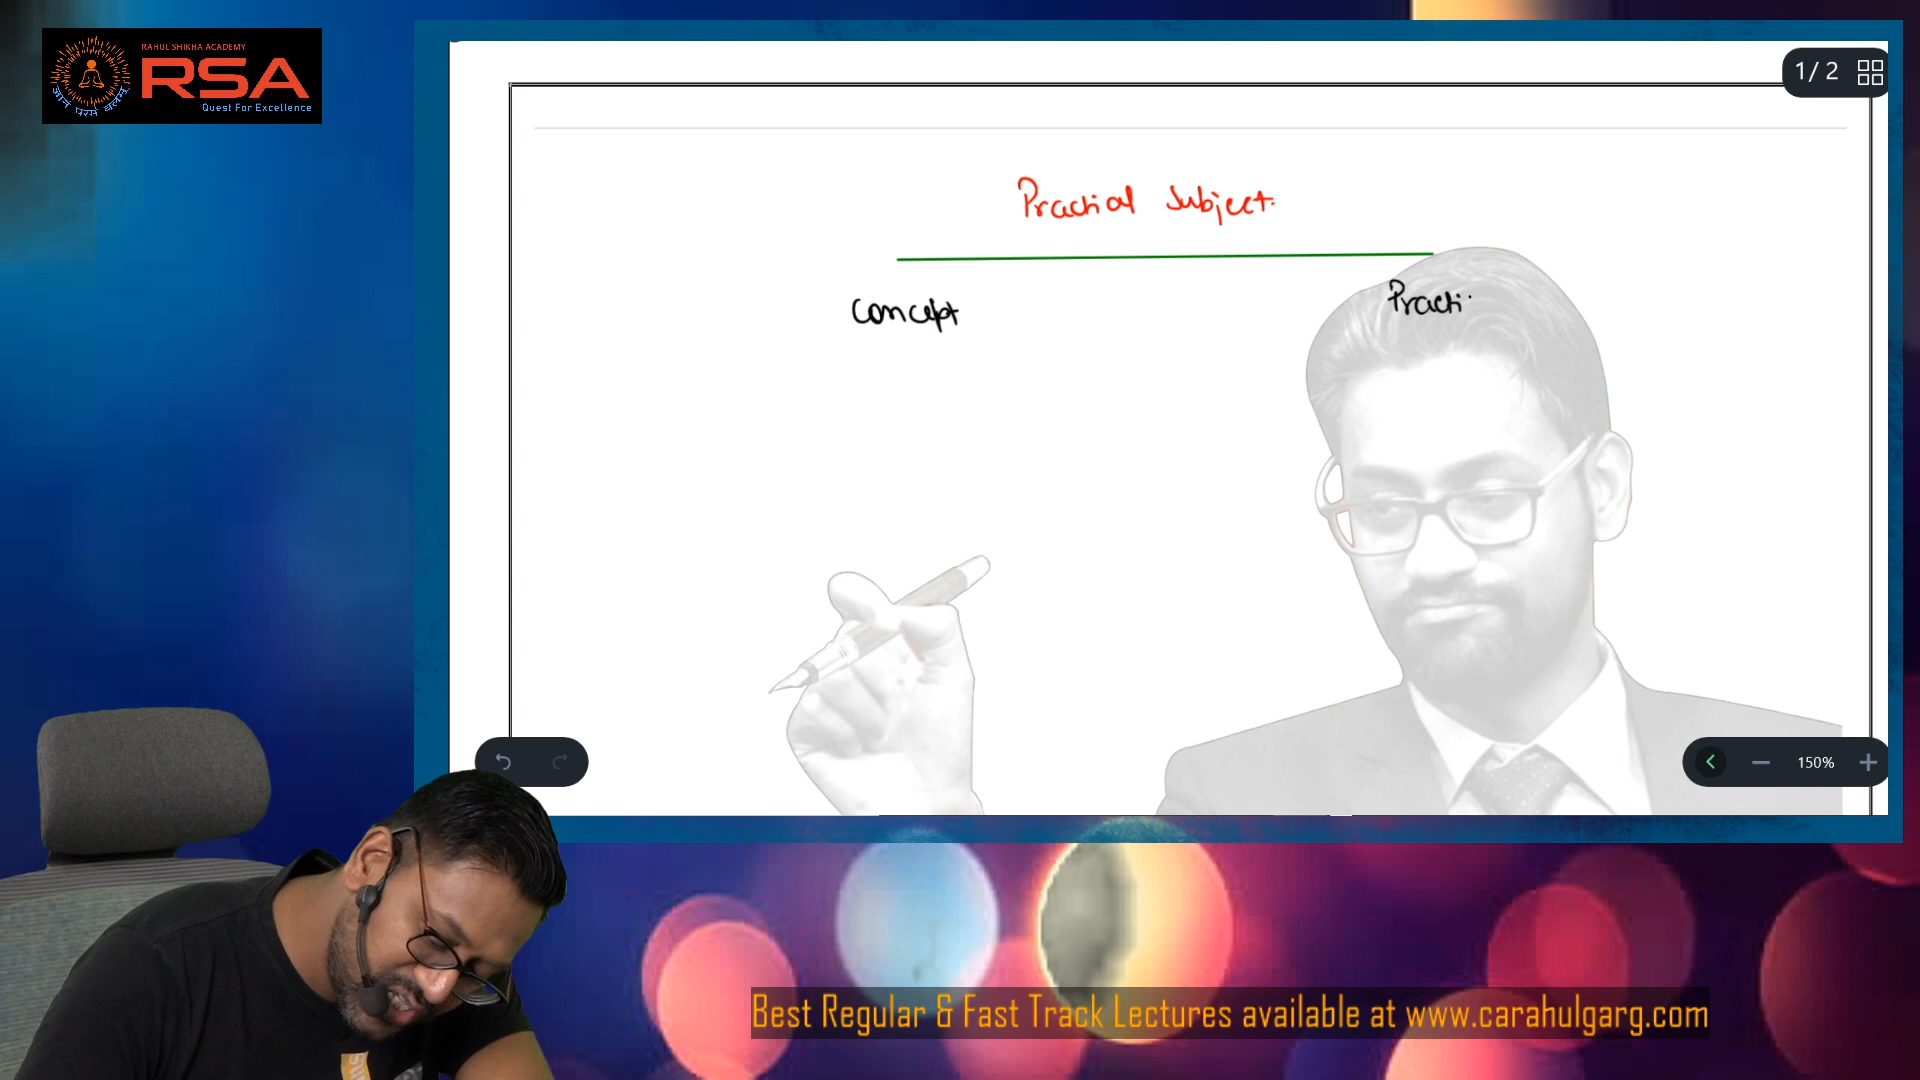 RAHUL SHIKHA ACADEMY
RSA
Quest For Excellence
1/ 2
Practial Subject.
Concept
Practi.
150%
Best Regular & Fast Track Lectures available at www.carahulgarg.com